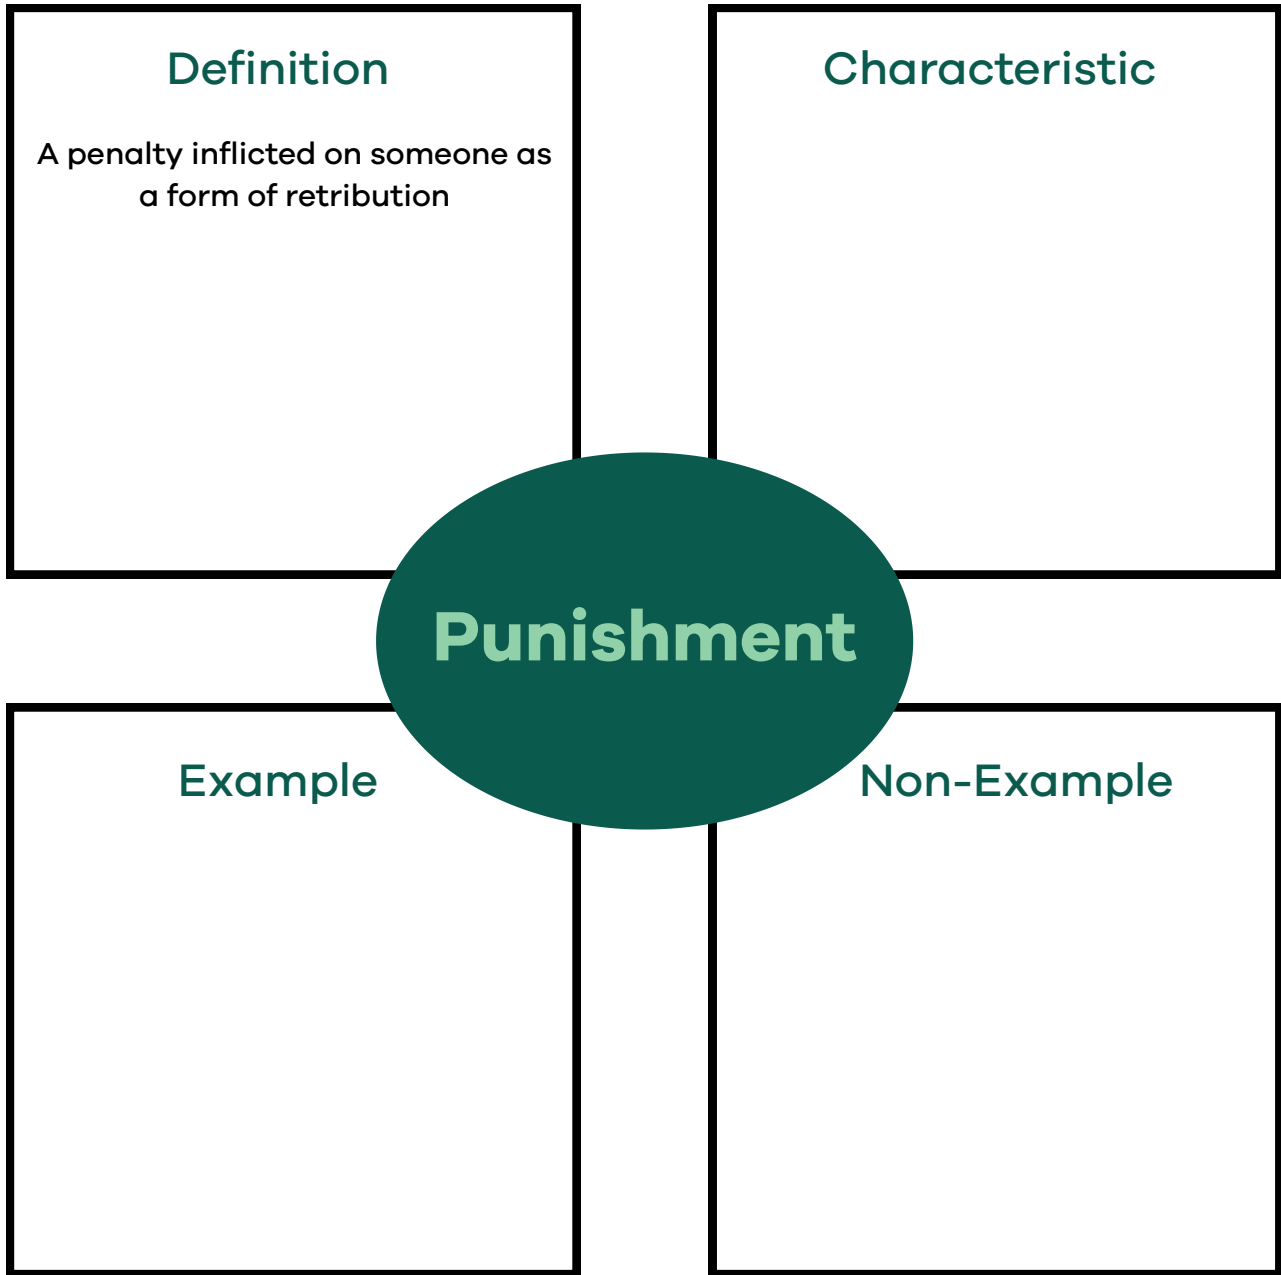 Definition
A penalty inflicted on someone as
a form of retribution
Characteristic
Punishment
Example
Non-Example